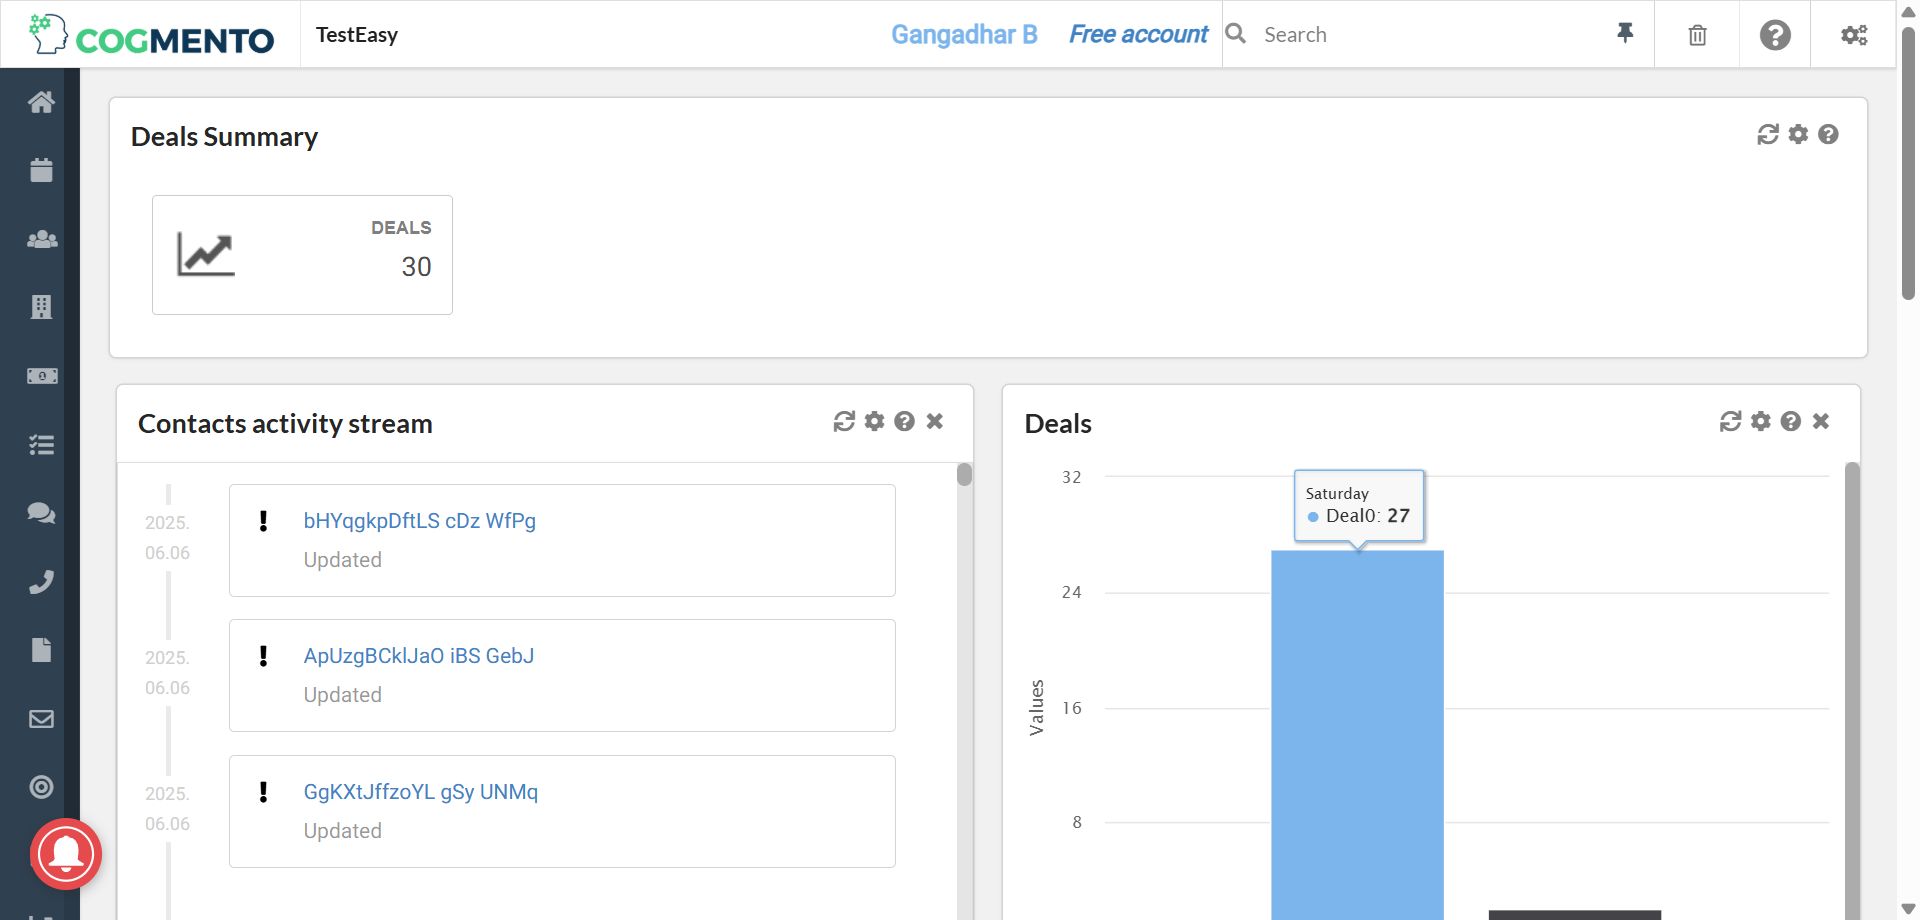 COGMENTO
TestEasy
Gangadhar B
Free account
Search
Deals Summary
DEALS
30
Contacts activity stream
2025.
06.06
bHYqgkpDftLS cDz WfPg
Updated
2025.
06.06
ApUzgBCklJaO iBS GebJ
Updated
2025.
06.06
GgKXtJffzoYL gSy UNMq
Updated
Deals
32
24
16
8
Values
Saturday
Deal0: 27